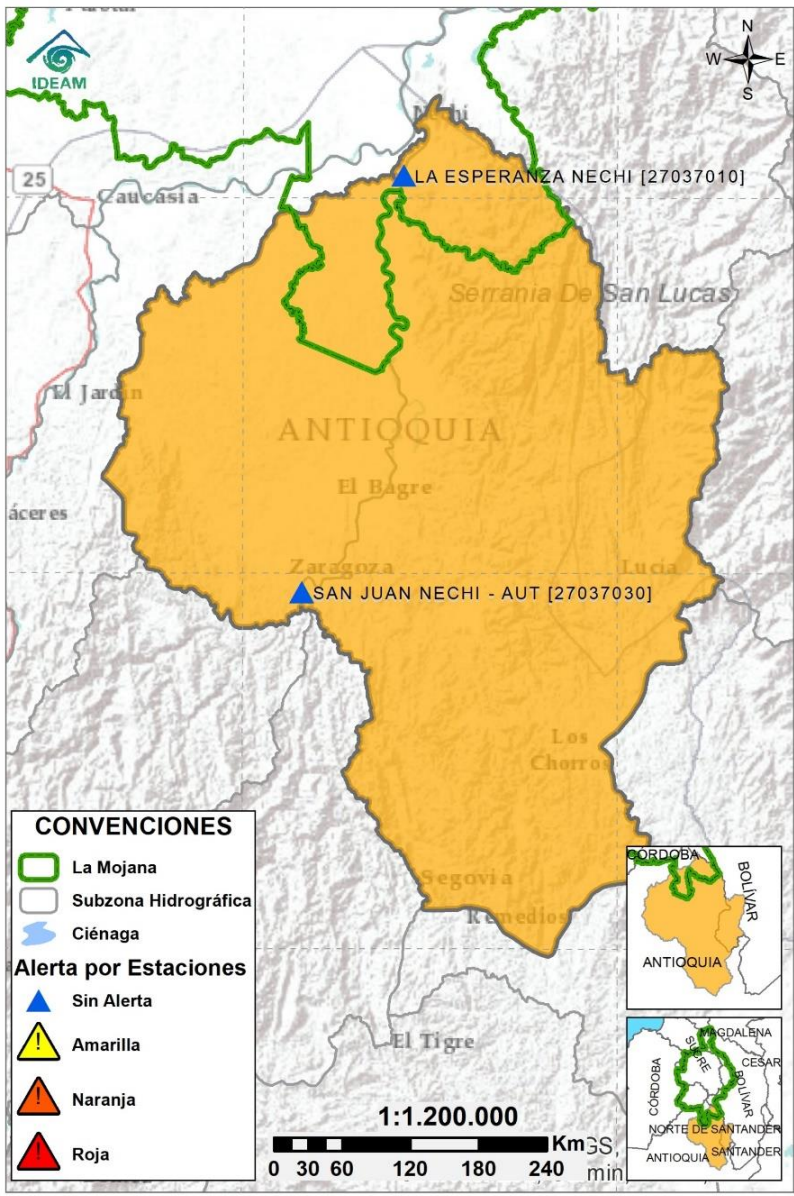 IDEAM
N
W
E
S
Nechi
LA ESPERANZA NECHI [27037010]
25
Caucasia
Serrania De San Lucas
El Jardin
ANTIOQUIA
El Bagre
áceres
Zaragoza
Lucia
SAN JUAN NECHI - AUT [27037030]
Los
Chorros
Segovia
Remedios
El Tigre
CONVENCIONES
La Mojana
Subzona Hidrográfica
Ciénaga
Alerta por Estaciones
Sin Alerta
! Amarilla
! Naranja
! Roja
1:1.200.000
Km
0 30 60 120 180 240
GS,
min
CÓRDOBA
BOLÍVAR
ANTIOQUIA
MAGDALENA
SUCRE
CESAR
CÓRDOBA
BOLÍVAR
NORTE DE SANTANDER
ANTIOQUIA
SANTANDER